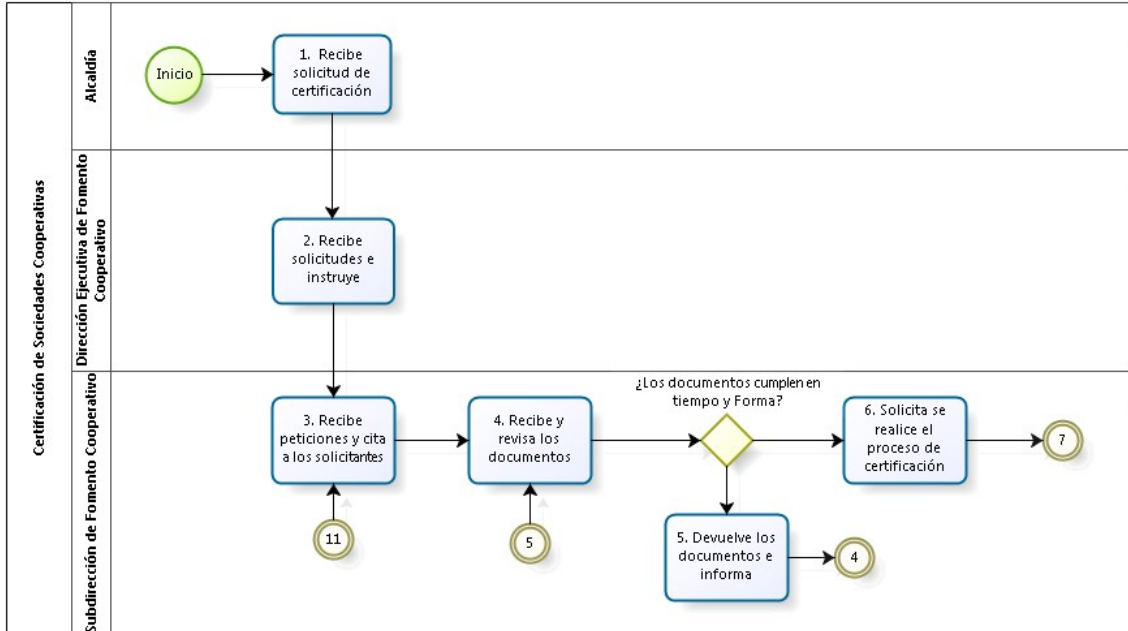 Certificación de Sociedades Cooperativas
Alcaldía
Inicio
1. Recibe
solicitud de
certificación
Dirección Ejecutiva de Fomento
Cooperativo
2. Recibe
solicitudes e
instruye
Subdirección de Fomento Cooperativo
3. Recibe
peticiones y cita
a los solicitantes
11
4. Recibe y
revisa los
documentos
5
¿Los documentos cumplen en
tiempo y Forma?
6. Solicita se
realice el
proceso de
certificación
7
5. Devuelve los
documentos e
informa
4